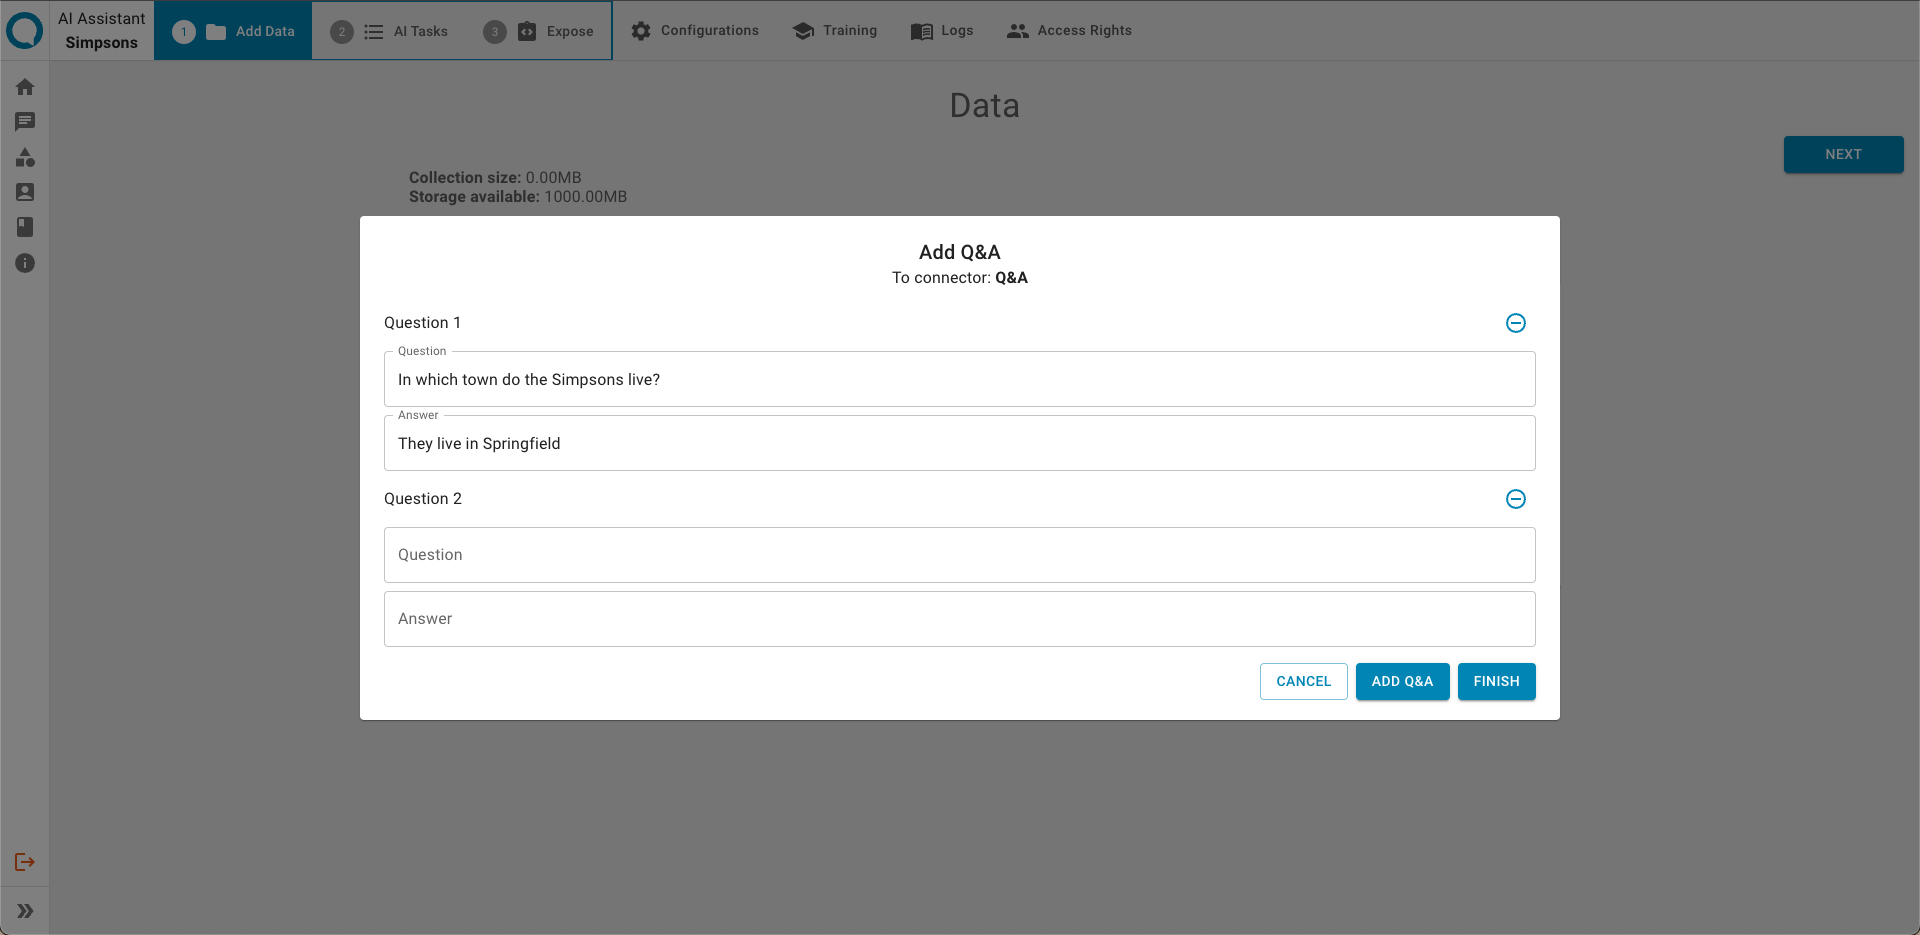 AI Assistant
Simpsons
1 Add Data
2 AI Tasks
3 Expose
Configurations
Training
Logs
Access Rights
Data
NEXT
Collection size: 0.00MB
Storage available: 1000.00MB
Add Q&A
To connector: Q&A
Question 1
Question
In which town do the Simpsons live?
Answer
They live in Springfield
Question 2
Question
Answer
CANCEL
ADD Q&A
FINISH